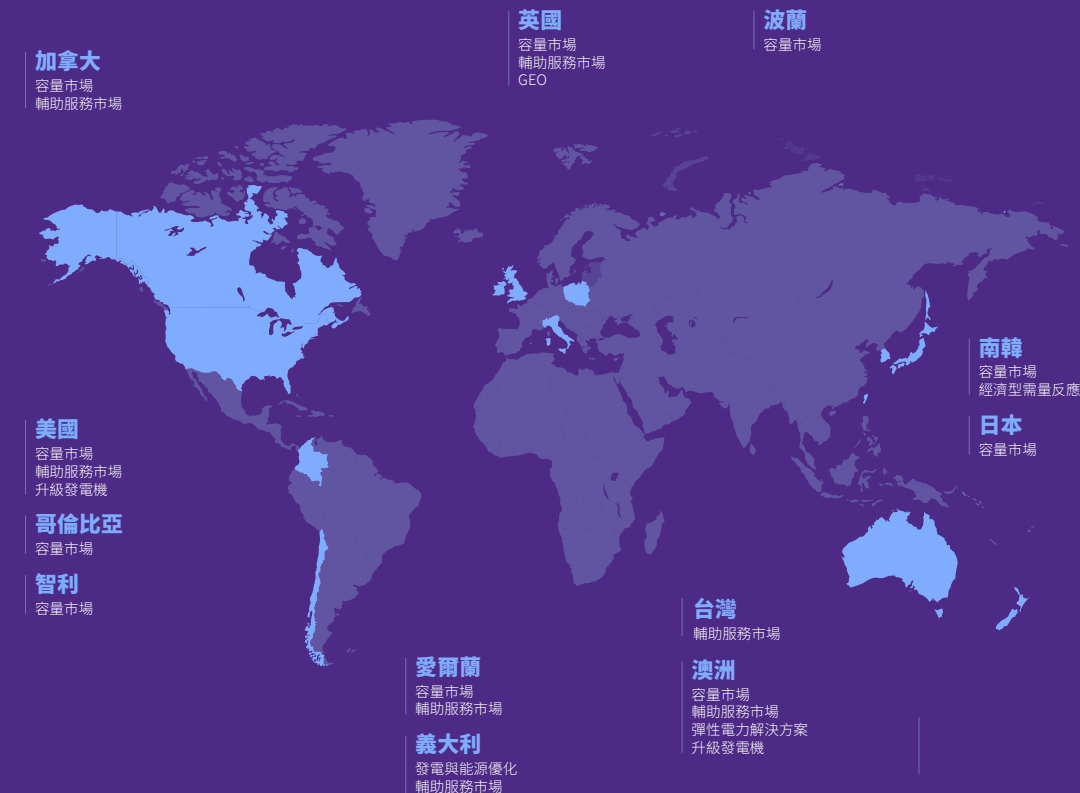 英國
容量市場
輔助服務市場
GEO
波蘭
容量市場
加拿大
容量市場
輔助服務市場
南韓
容量市場
經濟型需量反應
日本
容量市場
美國
容量市場
輔助服務市場
升級發電機
哥倫比亞
容量市場
智利
容量市場
台灣
輔助服務市場
愛爾蘭
容量市場
輔助服務市場
澳洲
容量市場
輔助服務市場
彈性電力解決方案
升級發電機
義大利
發電與能源優化
輔助服務市場